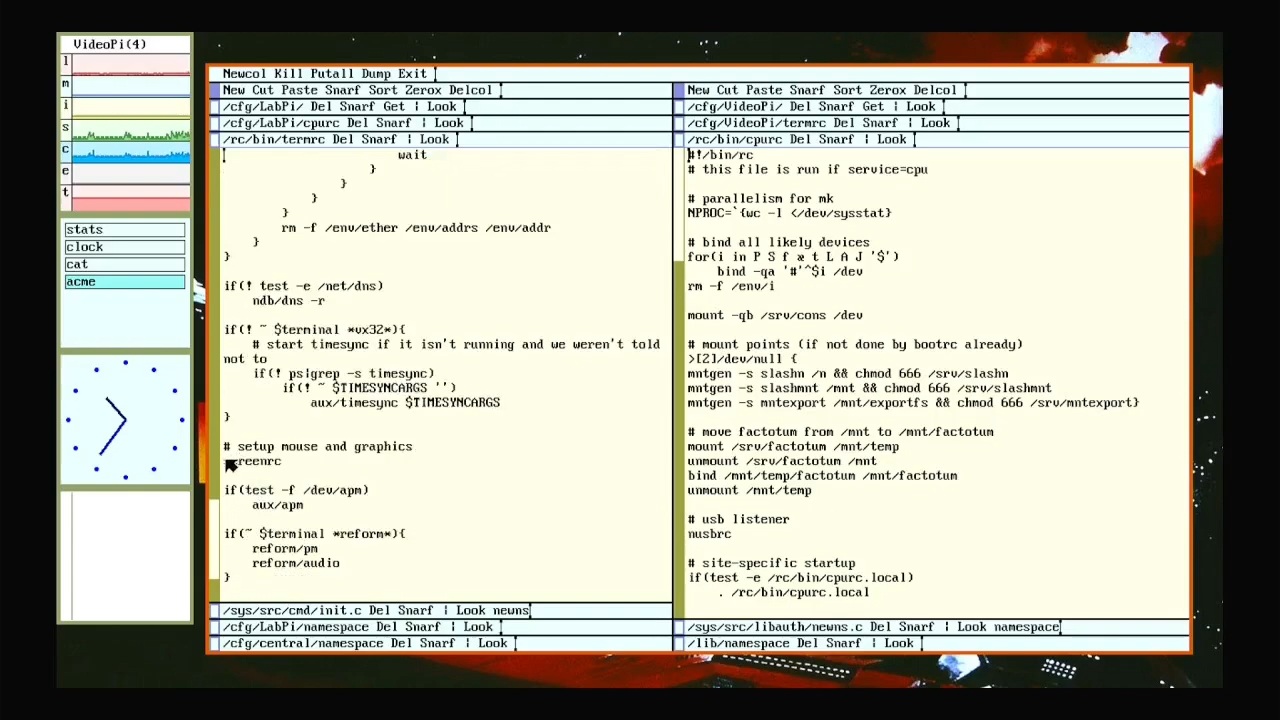 VideoPi(4)
l
m
i
s
c
e
t
stats
clock
cat
acme
Newcol Kill Putall Dump Exit
New Cut Paste Snarf Sort Zerox Delcol
/cfg/LabPi/ Del Snarf Get | Look
/cfg/LabPi/cpurc Del Snarf | Look
/rc/bin/termrc Del Snarf | Look
wait
}
}
}
}
rm -f /env/ether /env/addrs /env/addr
}
}
if(! test -e /net/dns)
ndb/dns -r
if(! ~ $terminal *vx32*){
# start timesync if it isn't running and we weren't told
not to
if(! ps|grep -s timesync)
if(! ~ $TIMESYNCARGS '')
aux/timesync $TIMESYNCARGS
}
# setup mouse and graphics
reenrc
if(test -f /dev/apm)
aux/apm
if(~ $terminal *reform*){
reform/pm
reform/audio
}
/sys/src/cmd/init.c Del Snarf | Look newns
/cfg/LabPi/namespace Del Snarf | Look
/cfg/central/namespace Del Snarf | Look
New Cut Paste Snarf Sort Zerox Delcol
/cfg/VideoPi/ Del Snarf Get | Look
/cfg/VideoPi/termrc Del Snarf | Look
/rc/bin/cpurc Del Snarf | Look
#!/bin/rc
# this file is run if service=cpu
# parallelism for mk
NPROC=`{wc -l </dev/sysstat}
# bind all likely devices
for(i in P S f æ t L A J '$')
bind -qa '#'^$i /dev
rm -f /env/i
mount -qb /srv/cons /dev
# mount points (if not done by bootrc already)
>[2]/dev/null {
mntgen -s slashn /n && chmod 666 /srv/slashn
mntgen -s slashmnt /mnt && chmod 666 /srv/slashmnt
mntgen -s mntexport /mnt/exportfs && chmod 666 /srv/mntexport}
# move factotum from /mnt to /mnt/factotum
mount /srv/factotum /mnt/temp
unmount /srv/factotum /mnt
bind /mnt/temp/factotum /mnt/factotum
unmount /mnt/temp
# usb listener
nusbrc
# site-specific startup
if(test -e /rc/bin/cpurc.local)
. /rc/bin/cpurc.local
/sys/src/libauth/newns.c Del Snarf | Look namespace
/lib/namespace Del Snarf | Look